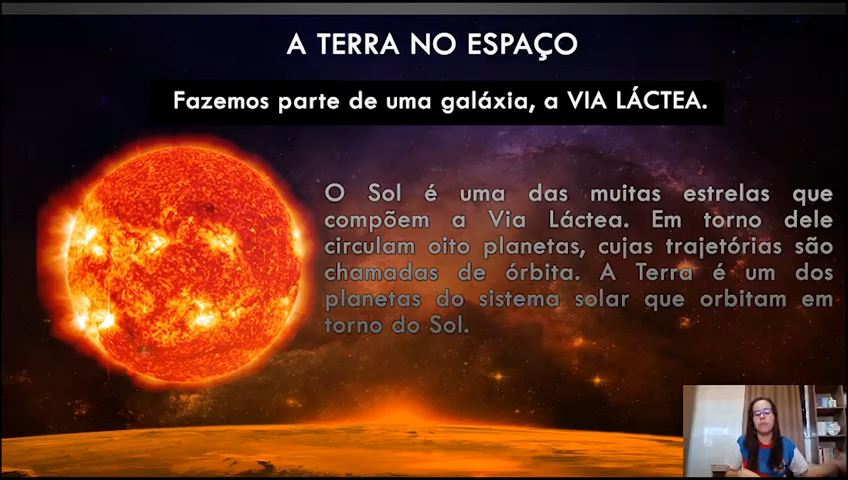 A TERRA NO ESPAÇO
Fazemos parte de uma galáxia, a VIA LÁCTEA.
O Sol é uma das muitas estrelas que
compõem a Via Láctea. Em torno dele
circulam oito planetas, cujas trajetórias são
chamadas de órbita. A Terra é um dos
planetas do sistema solar que orbitam em
torno do Sol.